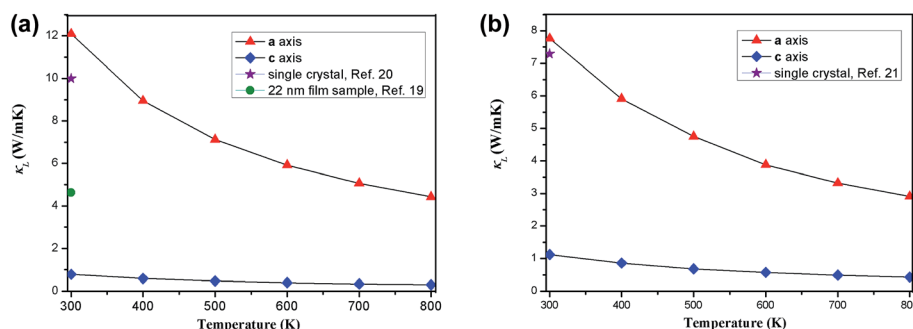 (a)
κL (W/mK)
14
12
10
8
6
4
2
0
a axis
c axis
single crystal, Ref. 20
22 nm film sample, Ref. 19
300 400 500 600 700 800
Temperature (K)
(b)
κL (W/mK)
8
7
6
5
4
3
2
1
0
a axis
c axis
single crystal, Ref. 21
300 400 500 600 700 800
Temperature (K)